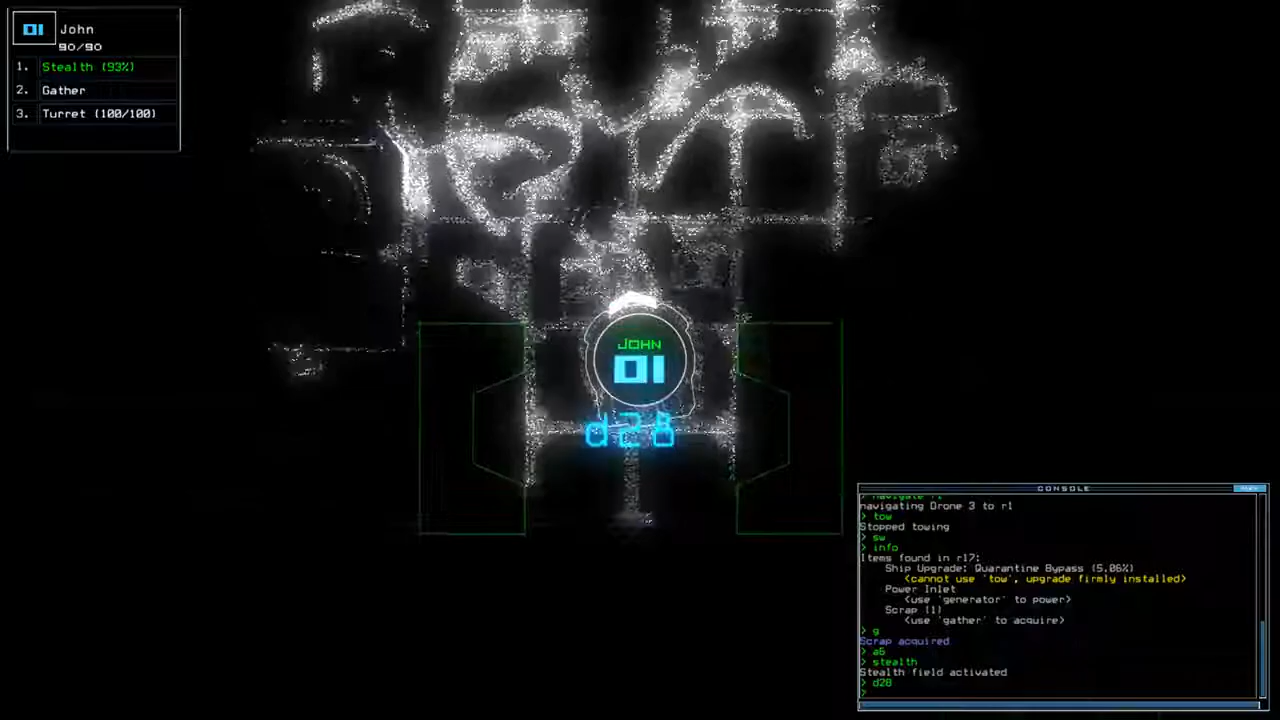 01 John
90/90
1. Stealth (93%)
2. Gather
3. Turret (100/100)
JOHN
01
d28
CONSOLE
> navigate r1
navigating Drone 3 to r1
> tow
Stopped towing
> sw
> info
Items found in r17:
Ship Upgrade: Quarantine Bypass (5.06%)
<cannot use 'tow', upgrade firmly installed>
Power Inlet
<use 'generator' to power>
Scrap (1)
<use 'gather' to acquire>
> g
Scrap acquired
> a6
> stealth
Stealth field activated
> d28
>